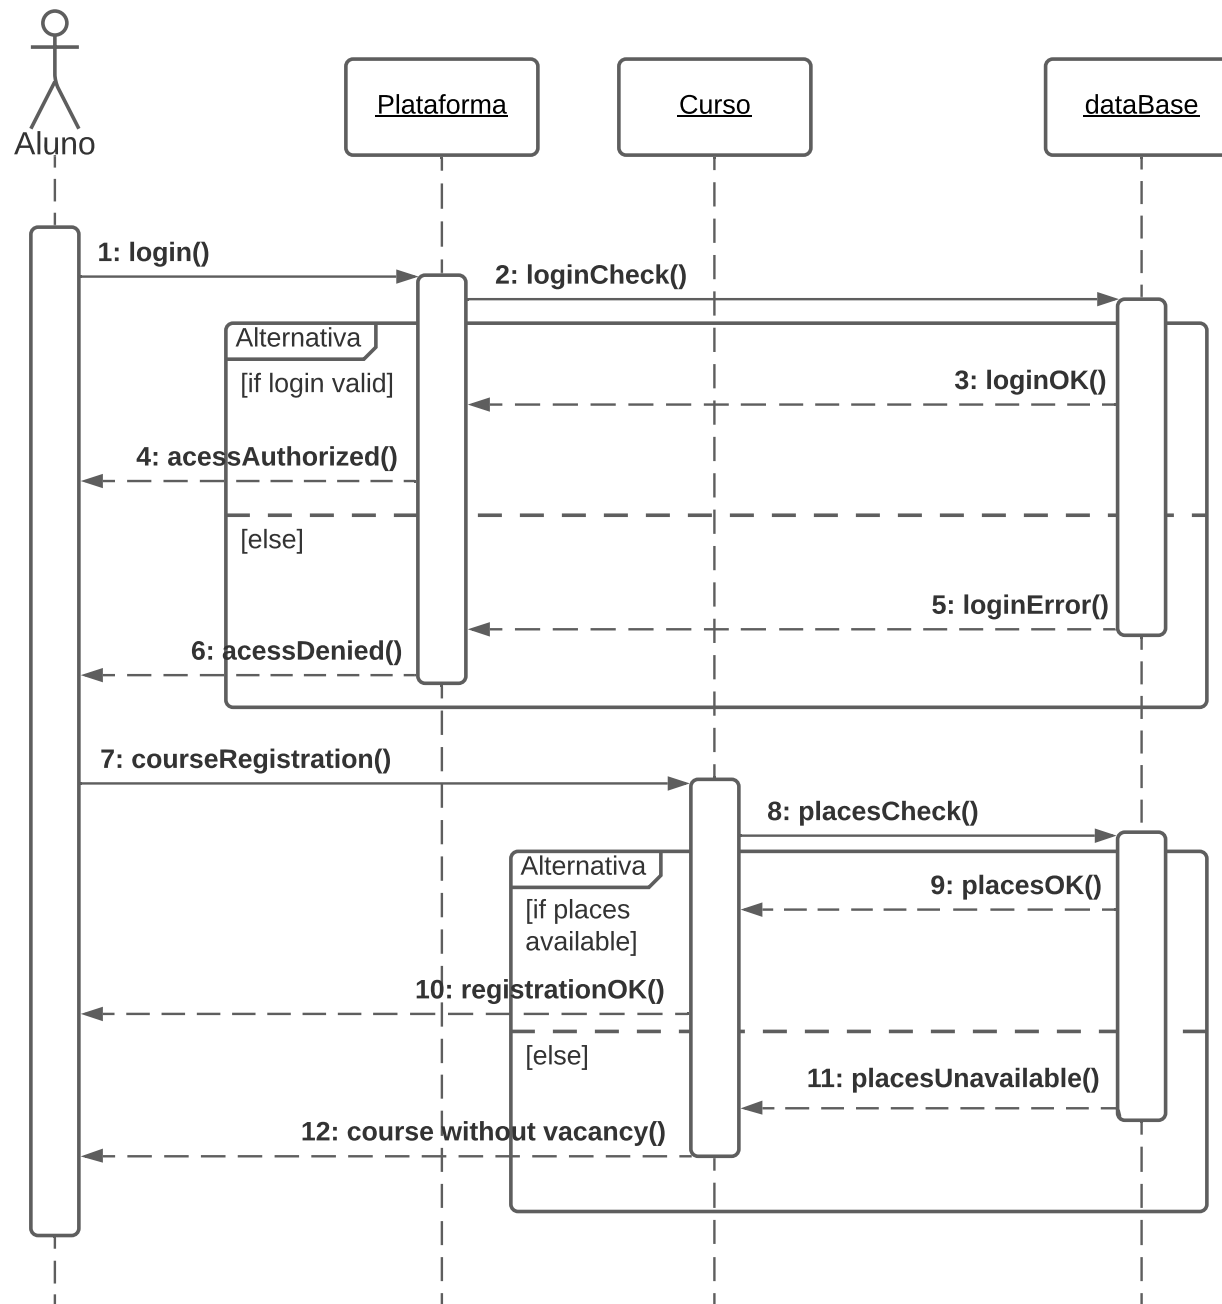 Aluno
Plataforma
Curso
dataBase
1: login()
2: loginCheck()
Alternativa
[if login valid]
3: loginOK()
4: acessAuthorized()
[else]
5: loginError()
6: acessDenied()
7: courseRegistration()
8: placesCheck()
Alternativa
9: placesOK()
[if places
available]
10: registrationOK()
[else]
11: placesUnavailable()
12: course without vacancy()